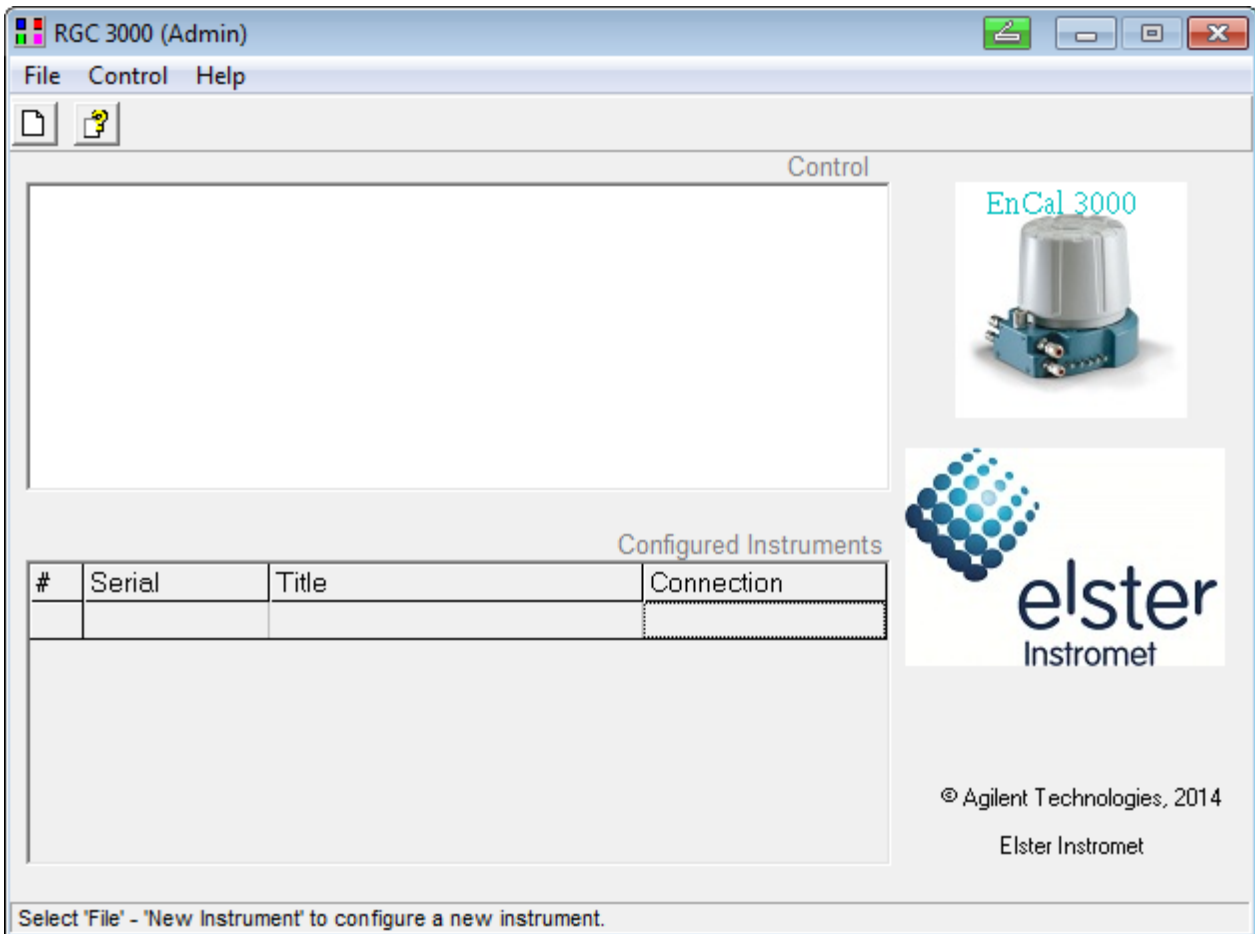 RGC 3000 (Admin)
File Control Help
Control
EnCal 3000
Configured Instruments
# Serial Title Connection
elster
Instromet
© Agilent Technologies, 2014
Elster Instromet
Select 'File' - 'New Instrument' to configure a new instrument.